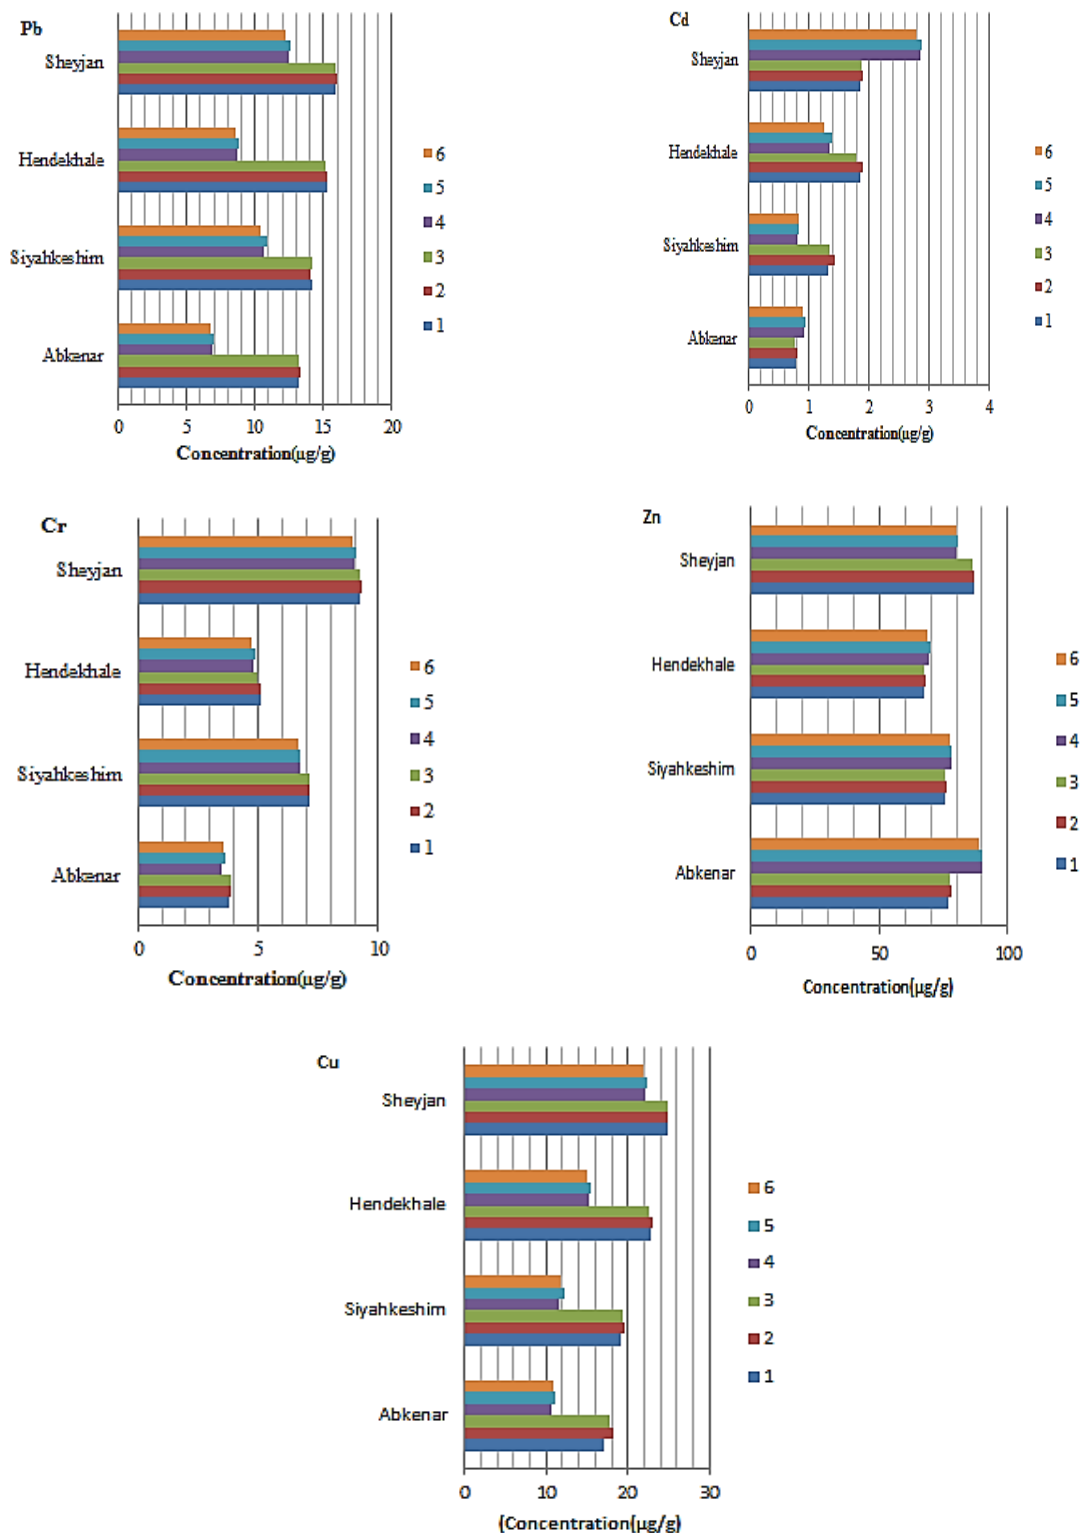 Pb
Sheyjan
Hendekhale
Siyahkeshim
Abkenar
0 5 10 15 20
Concentration(µg/g)
6
5
4
3
2
1
Cd
Sheyjan
Hendekhale
Siyahkeshim
Abkenar
0 1 2 3 4
Concentration(µg/g)
6
5
4
3
2
1
Cr
Sheyjan
Hendekhale
Siyahkeshim
Abkenar
0 5 10
Concentration(µg/g)
6
5
4
3
2
1
Zn
Sheyjan
Hendekhale
Siyahkeshim
Abkenar
0 50 100
Concentration(µg/g)
6
5
4
3
2
1
Cu
Sheyjan
Hendekhale
Siyahkeshim
Abkenar
0 10 20 30
(Concentration(µg/g)
6
5
4
3
2
1